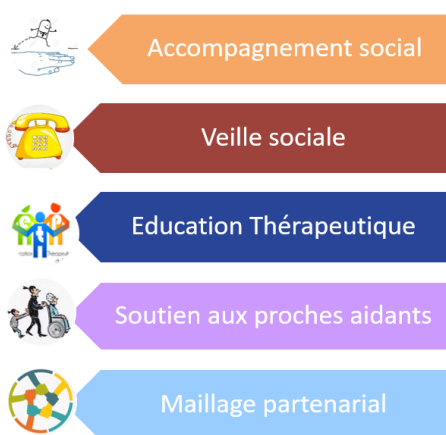 Accompagnement social
Veille sociale
Education Thérapeutique
e t p
Soutien aux proches aidants
Maillage partenarial